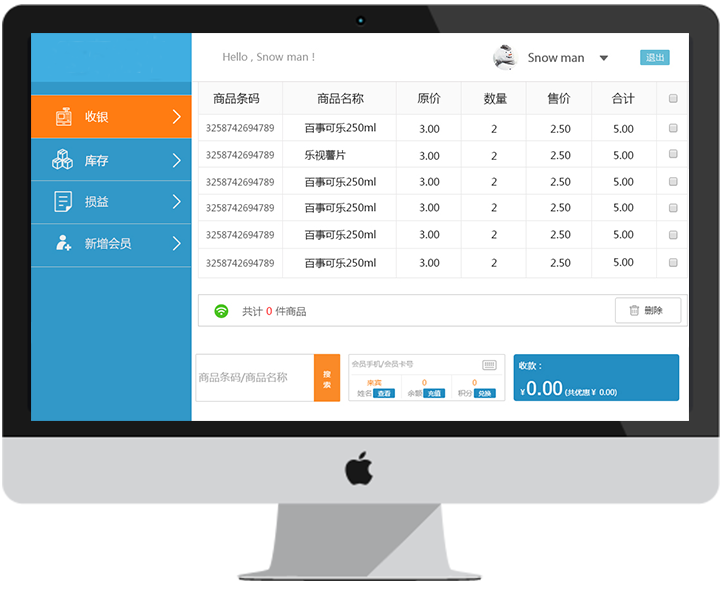 Hello , Snow man !
Snow man
退出
收银
库存
损益
新增会员
商品条码 商品名称 原价 数量 售价 合计
3258742694789 百事可乐250ml 3.00 2 2.50 5.00
3258742694789 乐视薯片 3.00 2 2.50 5.00
3258742694789 百事可乐250ml 3.00 2 2.50 5.00
3258742694789 百事可乐250ml 3.00 2 2.50 5.00
3258742694789 百事可乐250ml 3.00 2 2.50 5.00
3258742694789 百事可乐250ml 3.00 2 2.50 5.00
共计 0 件商品
删除
商品条码/商品名称
搜索
会员手机/会员卡号
来宾 0 0
姓名 查看 余额 充值 积分 兑换
收款：
¥0.00 (共优惠 ¥ 0.00)